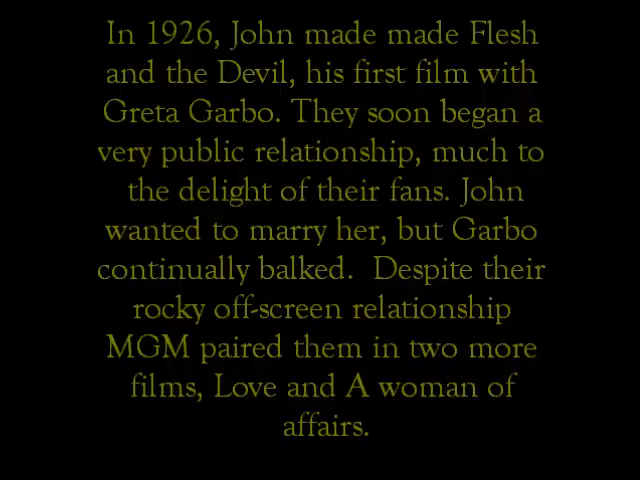 In 1926, John made made Flesh
and the Devil, his first film with
Greta Garbo. They soon began a
very public relationship, much to
the delight of their fans. John
wanted to marry her, but Garbo
continually balked.  Despite their
rocky off-screen relationship
MGM paired them in two more
films, Love and A woman of
affairs.